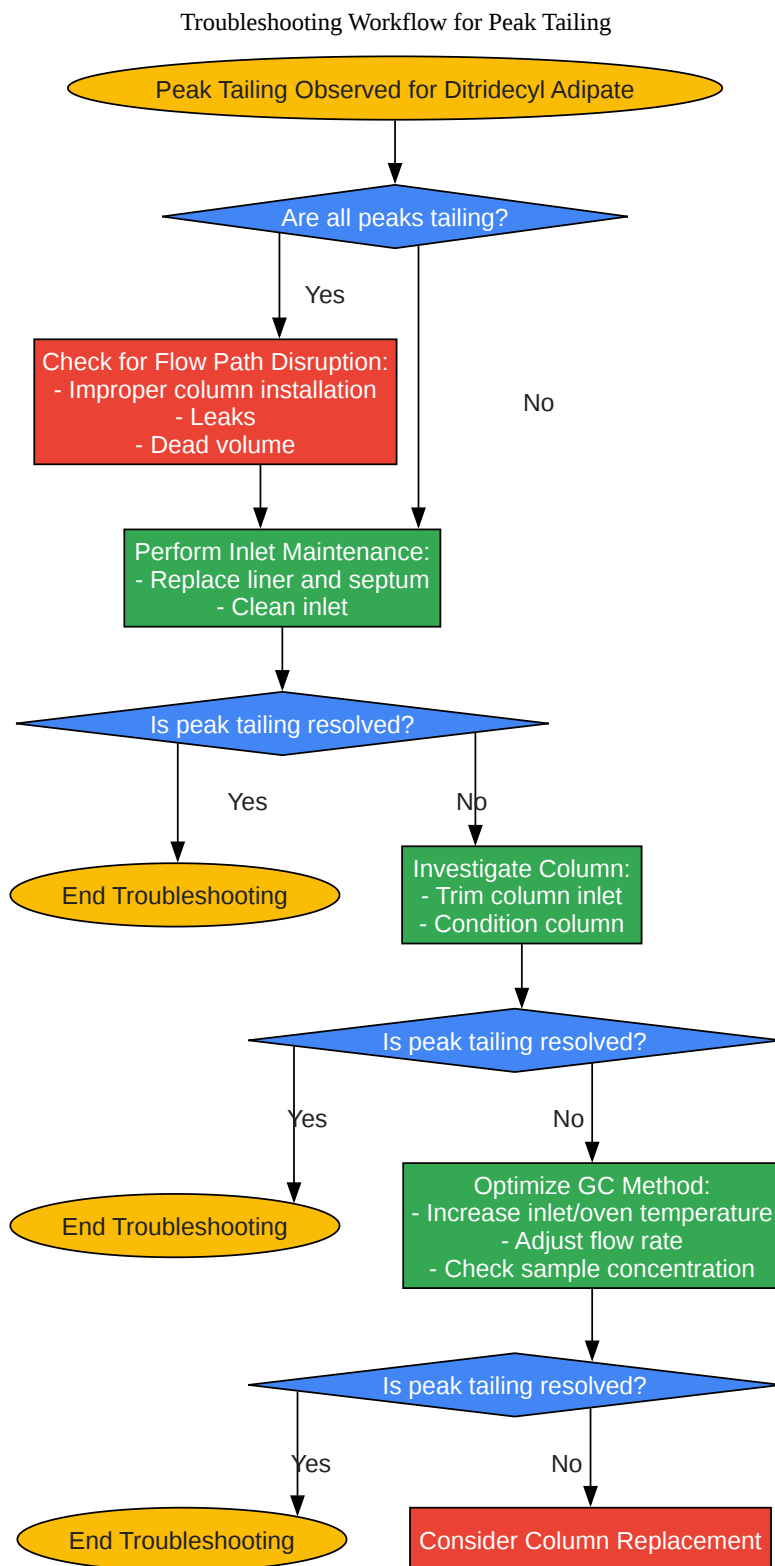 Troubleshooting Workflow for Peak Tailing
Peak Tailing Observed for Ditridecyl Adipate
Are all peaks tailing?
Yes
Check for Flow Path Disruption:
- Improper column installation
- Leaks
- Dead volume
No
Perform Inlet Maintenance:
- Replace liner and septum
- Clean inlet
Is peak tailing resolved?
Yes
No
End Troubleshooting
Investigate Column:
- Trim column inlet
- Condition column
Is peak tailing resolved?
Yes
No
End Troubleshooting
Optimize GC Method:
- Increase inlet/oven temperature
- Adjust flow rate
- Check sample concentration
Is peak tailing resolved?
Yes
No
End Troubleshooting
Consider Column Replacement